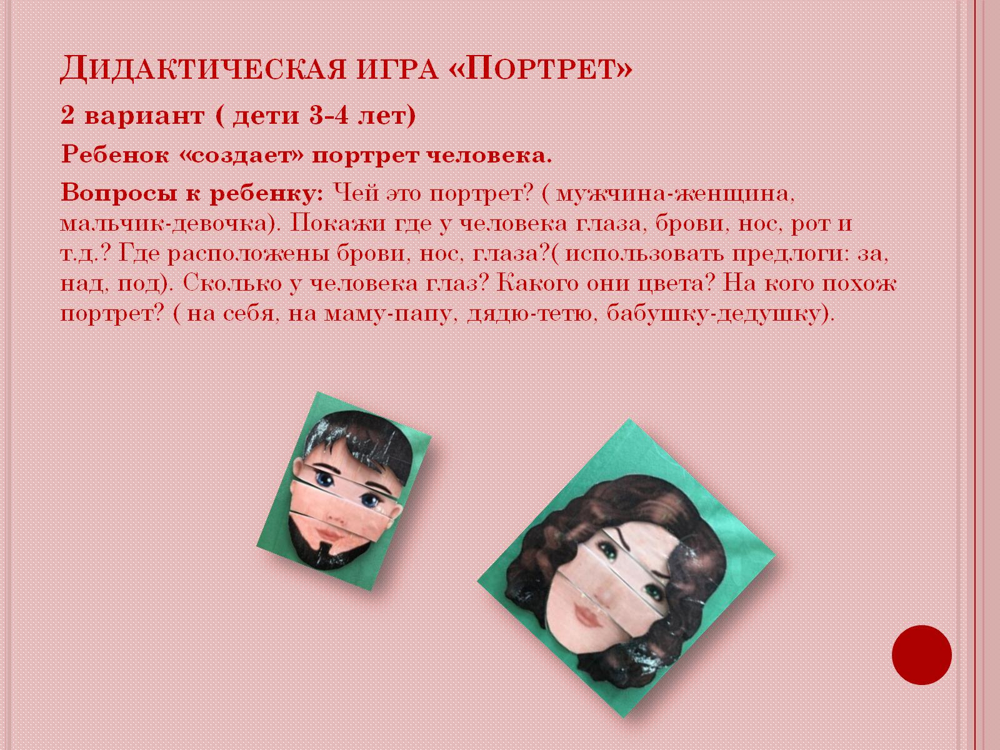 Дидактическая игра «Портрет»
2 вариант ( дети 3-4 лет)
Ребенок «создает» портрет человека.
Вопросы к ребенку: Чей это портрет? ( мужчина-женщина,
мальчик-девочка). Покажи где у человека глаза, брови, нос, рот и
т.д.? Где расположены брови, нос, глаза?( использовать предлоги: за,
над, под). Сколько у человека глаз? Какого они цвета? На кого похож
портрет? ( на себя, на маму-папу, дядю-тетю, бабушку-дедушку).